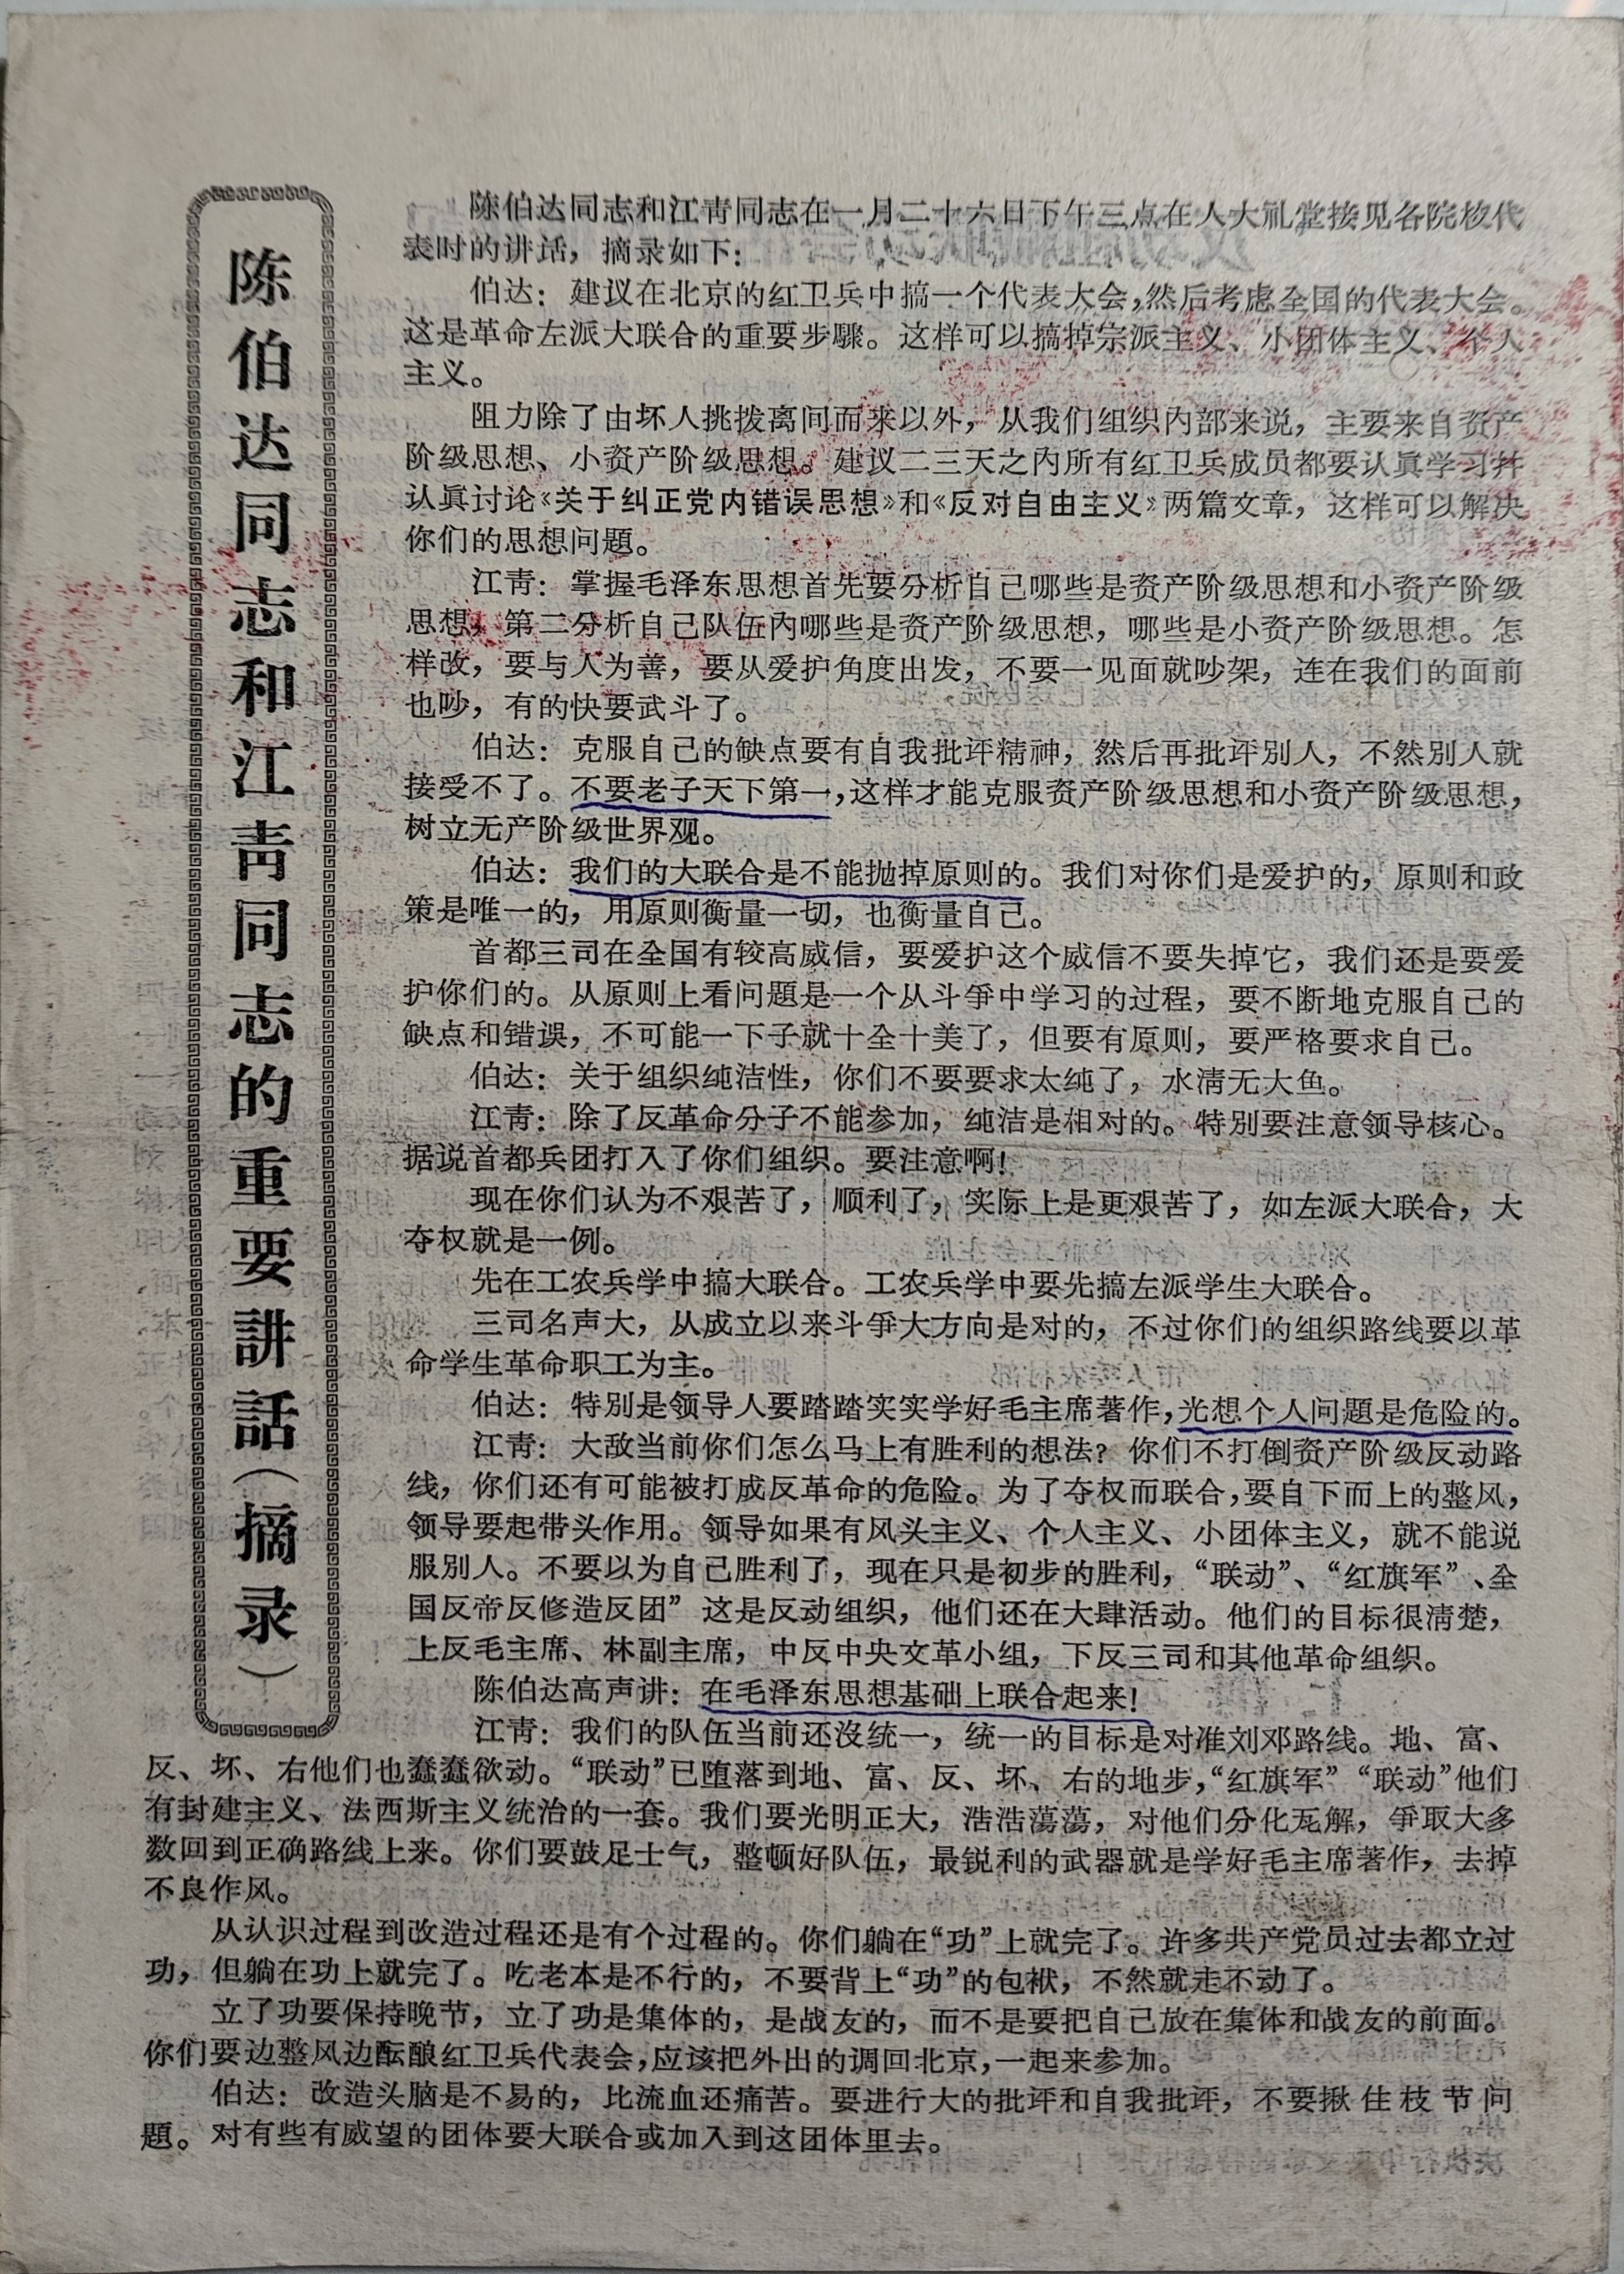 陈伯达同志和江青同志的重要講話(摘录)
陈伯达同志和江青同志在一月二十六日下午三点在人大礼堂接见各院校代
表时的讲话，摘录如下：
伯达：建议在北京的红卫兵中搞一个代表大会，然后考虑全国的代表大会。
这是革命左派大联合的重要步驟。这样可以搞掉宗派主义、小团体主义、个人
主义。
阻力除了由坏人挑拨离间而来以外，从我们组织内部来说，主要来自资产
阶级思想、小资产阶级思想。建议二三天之内所有红卫兵成员都要认眞学习并
认眞讨论《关于纠正党内错误思想》和《反对自由主义》两篇文章，这样可以解决
你们的思想问題。
江青：掌握毛泽东思想首先要分析自己哪些是资产阶级思想和小资产阶级
思想，第二分析自己队伍内哪些是资产阶级思想，哪些是小资产阶级思想。怎
样改，要与人为善，要从爱护角度出发，不要一见面就吵架，连在我们的面前
也吵，有的快要武斗了。
伯达：克服自己的缺点要有自我批评精神，然后再批评別人，不然別人就
接受不了。不要老子天下第一，这样才能克服资产阶级思想和小资产阶级思想，
树立无产阶级世界观。
伯达：我们的大联合是不能抛掉原则的。我们对你们是爱护的，原则和政
策是唯一的，用原则衡量一切，也衡量自己。
首都三司在全国有较高威信，要爱护这个威信不要失掉它，我们还是要爱
护你们的。从原则上看问題是一个从斗爭中学习的过程，要不断地克服自己的
缺点和错误，不可能一下子就十全十美了，但要有原则，要严格要求自己。
伯达：关于组织纯洁性，你们不要要求太纯了，水清无大鱼。
江青：除了反革命分子不能参加，纯洁是相对的。特別要注意领导核心。
据说首都兵团打入了你们组织。要注意啊！
现在你们认为不艰苦了，顺利了，实际上是更艰苦了，如左派大联合，大
夺权就是一例。
先在工农兵学中搞大联合。工农兵学中要先搞左派学生大联合。
三司名声大，从成立以来斗爭大方向是对的，不过你们的组织路线要以革
命学生革命职工为主。
伯达：特別是领导人要踏踏实实学好毛主席著作，光想个人问題是危险的。
江青：大敌当前你们怎么马上有胜利的想法？你们不打倒资产阶级反动路
线，你们还有可能被打成反革命的危险。为了夺权而联合，要自下而上的整风，
领导要起带头作用。领导如果有风头主义、个人主义、小团体主义，就不能说
服別人。不要以为自己胜利了，现在只是初步的胜利，“联动”、“红旗军”、全
国反帝反修造反团” 这是反动组织，他们还在大肆活动。他们的目标很清楚，
上反毛主席、林副主席，中反中央文革小组，下反三司和其他革命组织。
陈伯达高声讲：在毛泽东思想基础上联合起来！
江青：我们的队伍当前还沒统一，统一的目标是对准刘邓路线。地、富、
反、坏、右他们也蠢蠢欲动。“联动”已堕落到地、富、反、坏、右的地步，“红旗军” “联动”他们
有封建主义、法西斯主义统治的一套。我们要光明正大，浩浩蕩蕩，对他们分化瓦解，爭取大多
数回到正确路线上来。你们要鼓足士气，整顿好队伍，最锐利的武器就是学好毛主席著作，去掉
不良作风。
从认识过程到改造过程还是有个过程的。你们躺在“功”上就完了。许多共产党员过去都立过
功，但躺在功上就完了。吃老本是不行的，不要背上“功”的包袱，不然就走不动了。
立了功要保持晚节，立了功是集体的，是战友的，而不是要把自己放在集体和战友的前面。
你们要边整风边酝酿红卫兵代表会，应该把外出的调回北京，一起来参加。
伯达：改造头脑是不易的，比流血还痛苦。要进行大的批评和自我批评，不要揪住枝节问
題。对有些有威望的团体要大联合或加入到这团体里去。